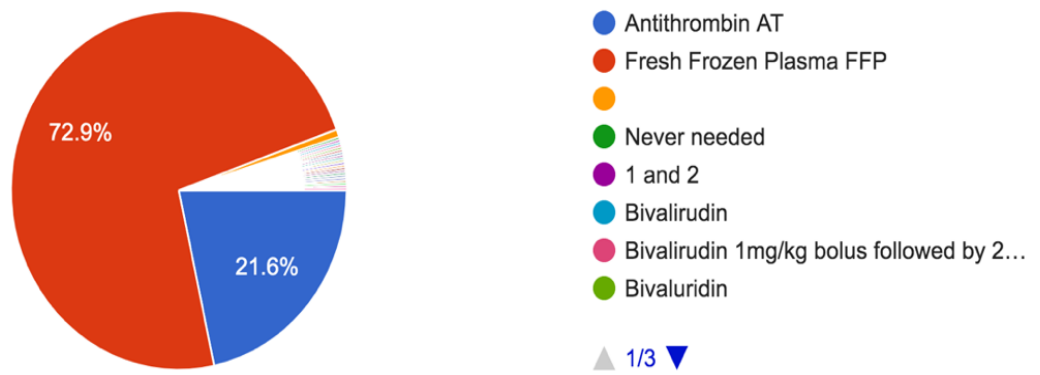 72.9%
21.6%
Antithrombin AT
Fresh Frozen Plasma FFP
Never needed
1 and 2
Bivalirudin
Bivalirudin 1mg/kg bolus followed by 2...
Bivaluridin
1/3